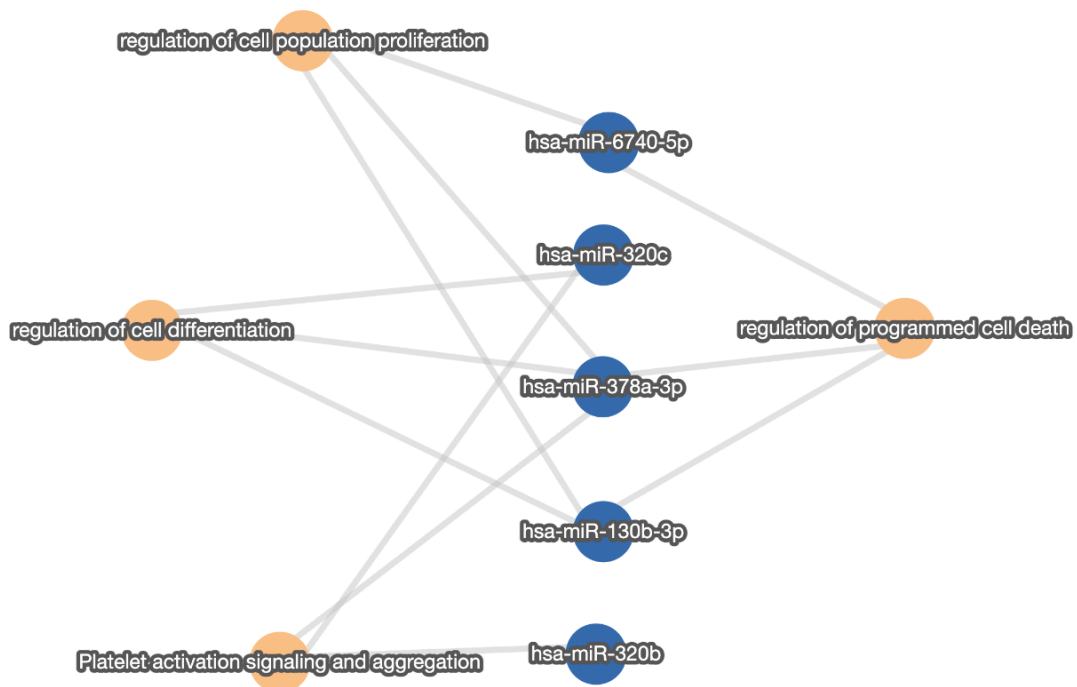 regulation of cell population proliferation
hsa-miR-6740-5p
hsa-miR-320c
regulation of cell differentiation
regulation of programmed cell death
hsa-miR-378a-3p
hsa-miR-130b-3p
Platelet activation signaling and aggregation
hsa-miR-320b